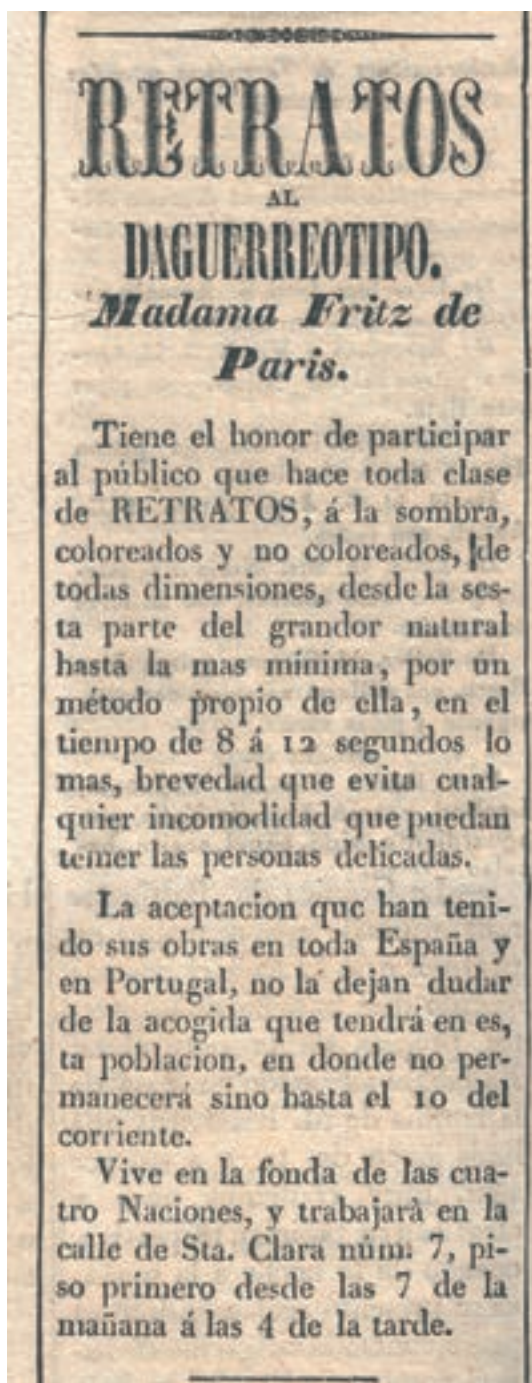 RETRATOS
AL
DAGUERREOTIPO.
Madama Fritz de
Paris.
Tiene el honor de participar
al público que hace toda clase
de RETRATOS, á la sombra,
coloreados y no coloreados, de
todas dimensiones, desde la ses-
ta parte del grandor natural
hasta la mas mínima, por un
método propio de ella, en el
tiempo de 8 á 12 segundos lo
mas, brevedad que evita cual-
quier incomodidad que puedan
temer las personas delicadas.
La aceptacion que han teni-
do sus obras en toda España y
en Portugal, no la dejan dudar
de la acogida que tendrá en es,
ta poblacion, en donde no per-
manecerá sino hasta el 10 del
corriente.
Vive en la fonda de las cua-
tro Naciones, y trabajarà en la
calle de Sta. Clara núm. 7, pi-
so primero desde las 7 de la
mañana á las 4 de la tarde.